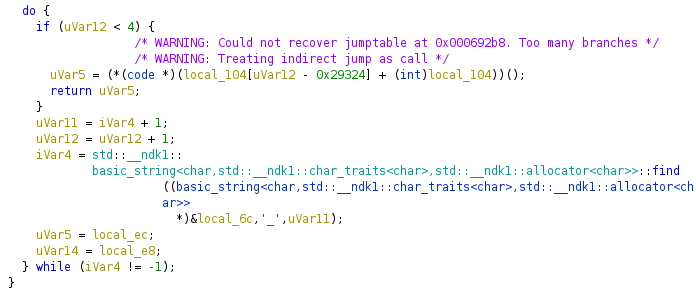 do {
if (uVar12 < 4) {
/* WARNING: Could not recover jumptable at 0x000692b8. Too many branches */
/* WARNING: Treating indirect jump as call */
uVar5 = (*(code *)(local_104[uVar12 - 0x29324] + (int)local_104))();
return uVar5;
}
uVar11 = iVar4 + 1;
uVar12 = uVar12 + 1;
iVar4 = std::__ndk1::
basic_string<char,std::__ndk1::char_traits<char>,std::__ndk1::allocator<char>>::find
((basic_string<char,std::__ndk1::char_traits<char>,std::__ndk1::allocator<ch
ar>>
*)&local_6c,'_',uVar11);
uVar5 = local_ec;
uVar14 = local_e8;
} while (iVar4 != -1);
}